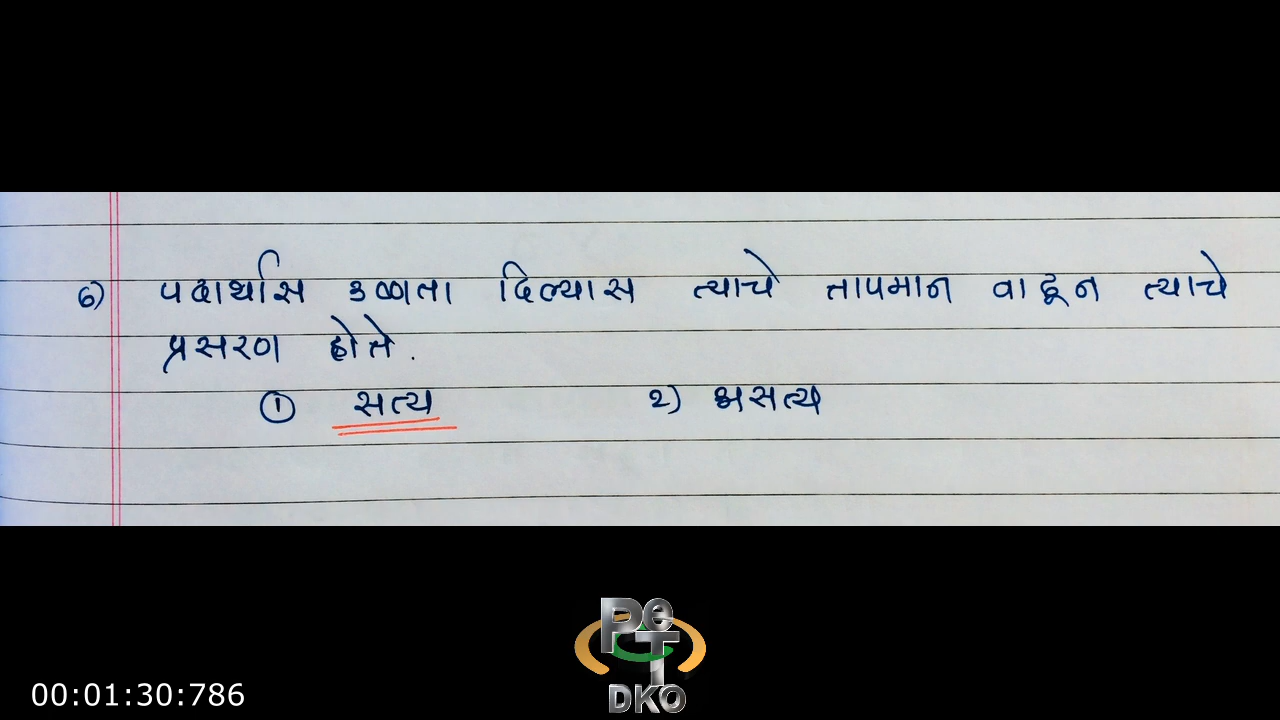 6) पदार्थास उष्णता दिल्यास त्याचे तापमान वाढून त्याचे
प्रसरण होते.
① सत्य 2) असत्य
PeT
DKO
00:01:30:786